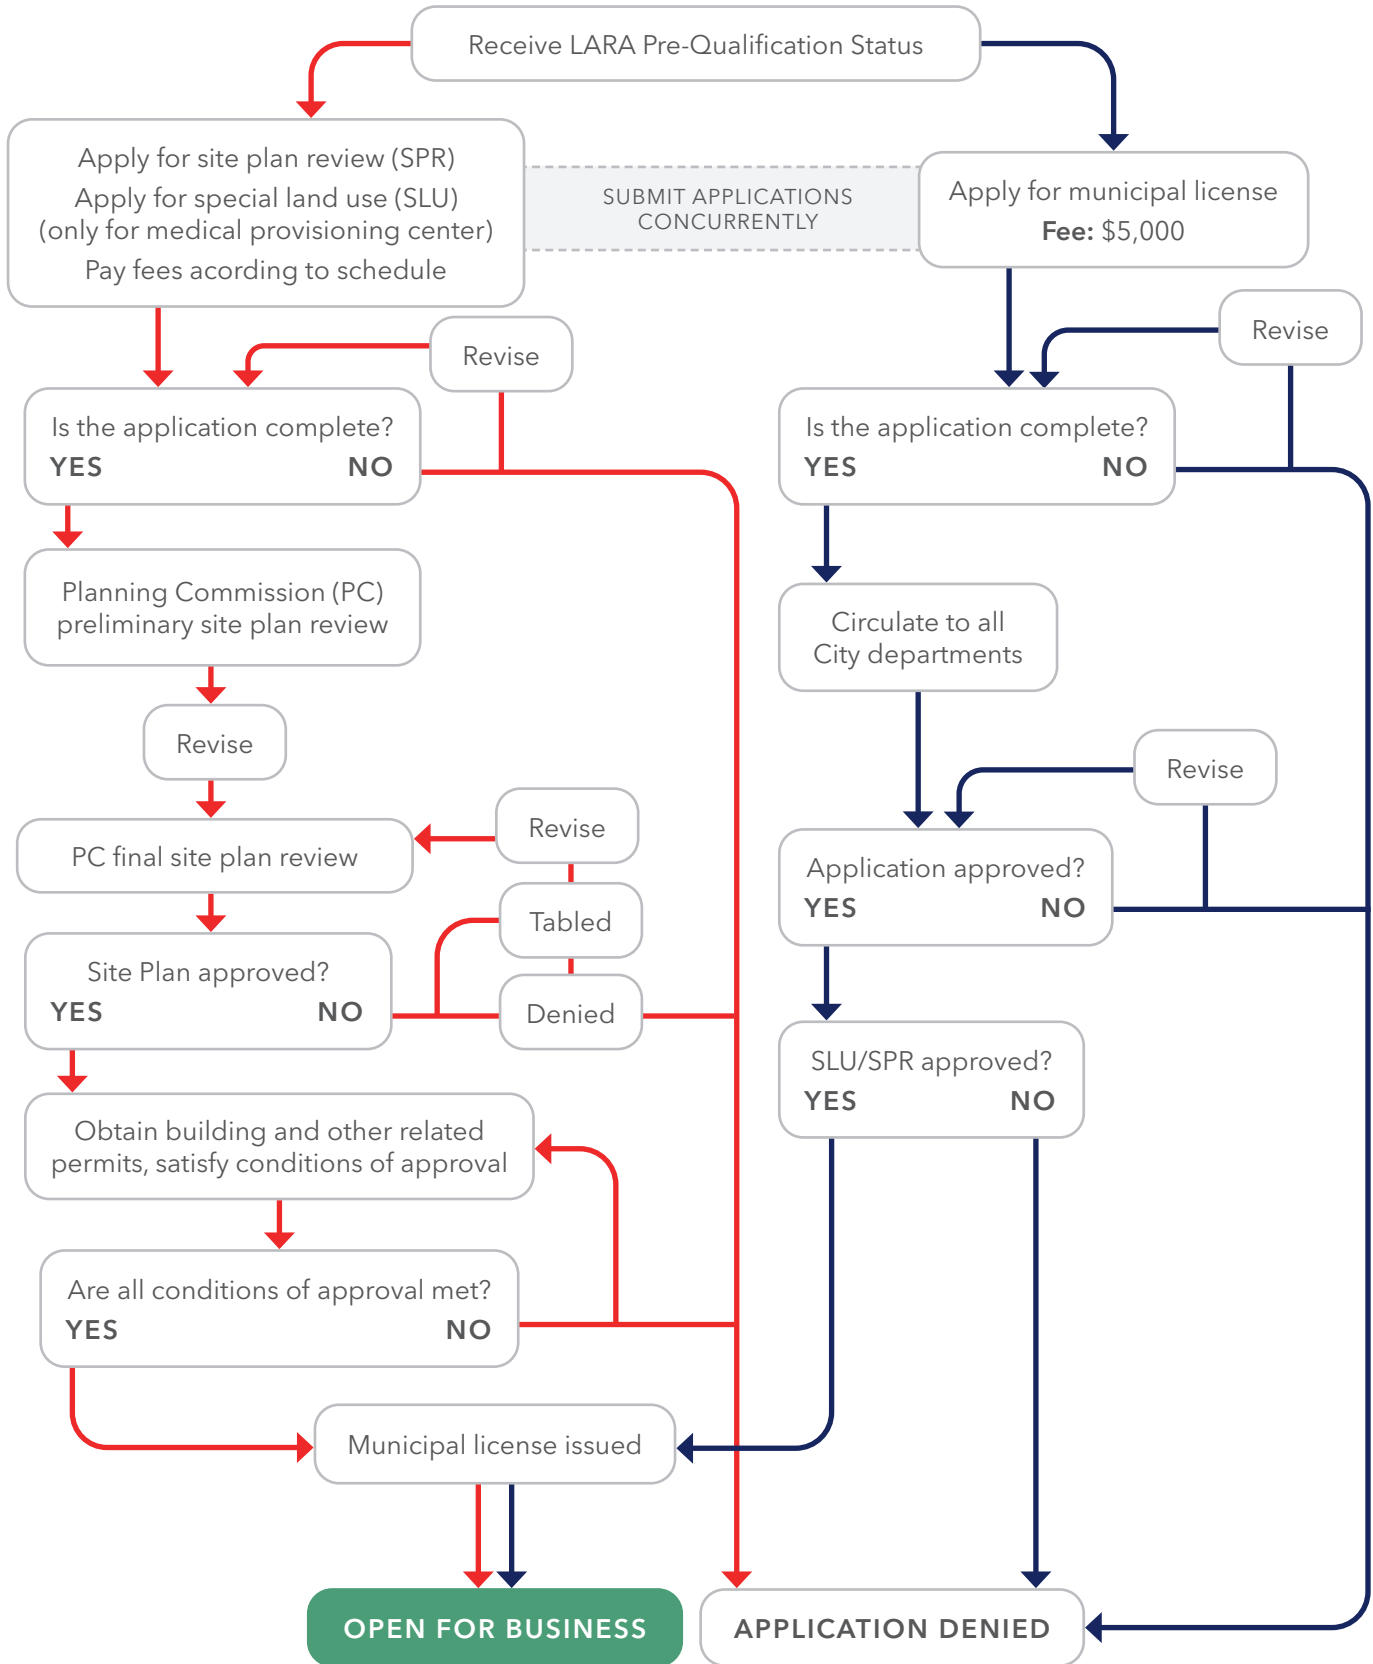 Receive LARA Pre-Qualification Status
Apply for site plan review (SPR)
Apply for special land use (SLU)
(only for medical provisioning center)
Pay fees acording to schedule
SUBMIT APPLICATIONS
CONCURRENTLY
Apply for municipal license
Fee: $5,000
Revise
Is the application complete?
YES NO
Planning Commission (PC)
preliminary site plan review
Revise
PC final site plan review
Revise
Tabled
Denied
Site Plan approved?
YES NO
Obtain building and other related
permits, satisfy conditions of approval
Are all conditions of approval met?
YES NO
Revise
Is the application complete?
YES NO
Circulate to all
City departments
Revise
Application approved?
YES NO
SLU/SPR approved?
YES NO
Municipal license issued
OPEN FOR BUSINESS
APPLICATION DENIED